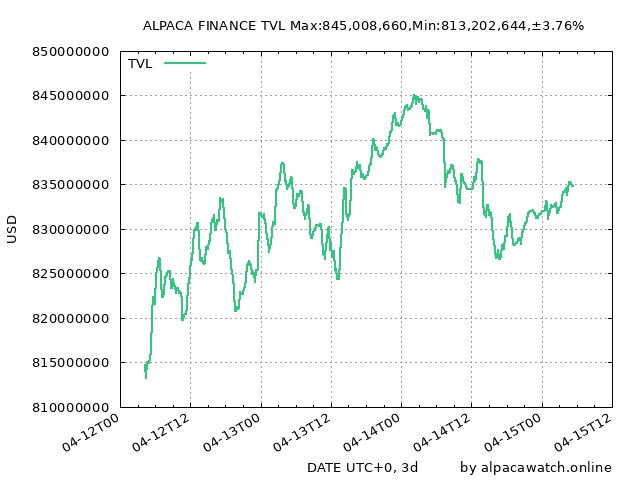 ALPACA FINANCE TVL Max:845,008,660,Min:813,202,644,±3.76%
850000000
TVL
845000000
840000000
835000000
830000000
USD
825000000
820000000
815000000
810000000
04-12T00
04-12T12
04-13T00
04-13T12
04-14T00
04-14T12
04-15T00
04-15T12
DATE UTC+0, 3d
by alpacawatch.online